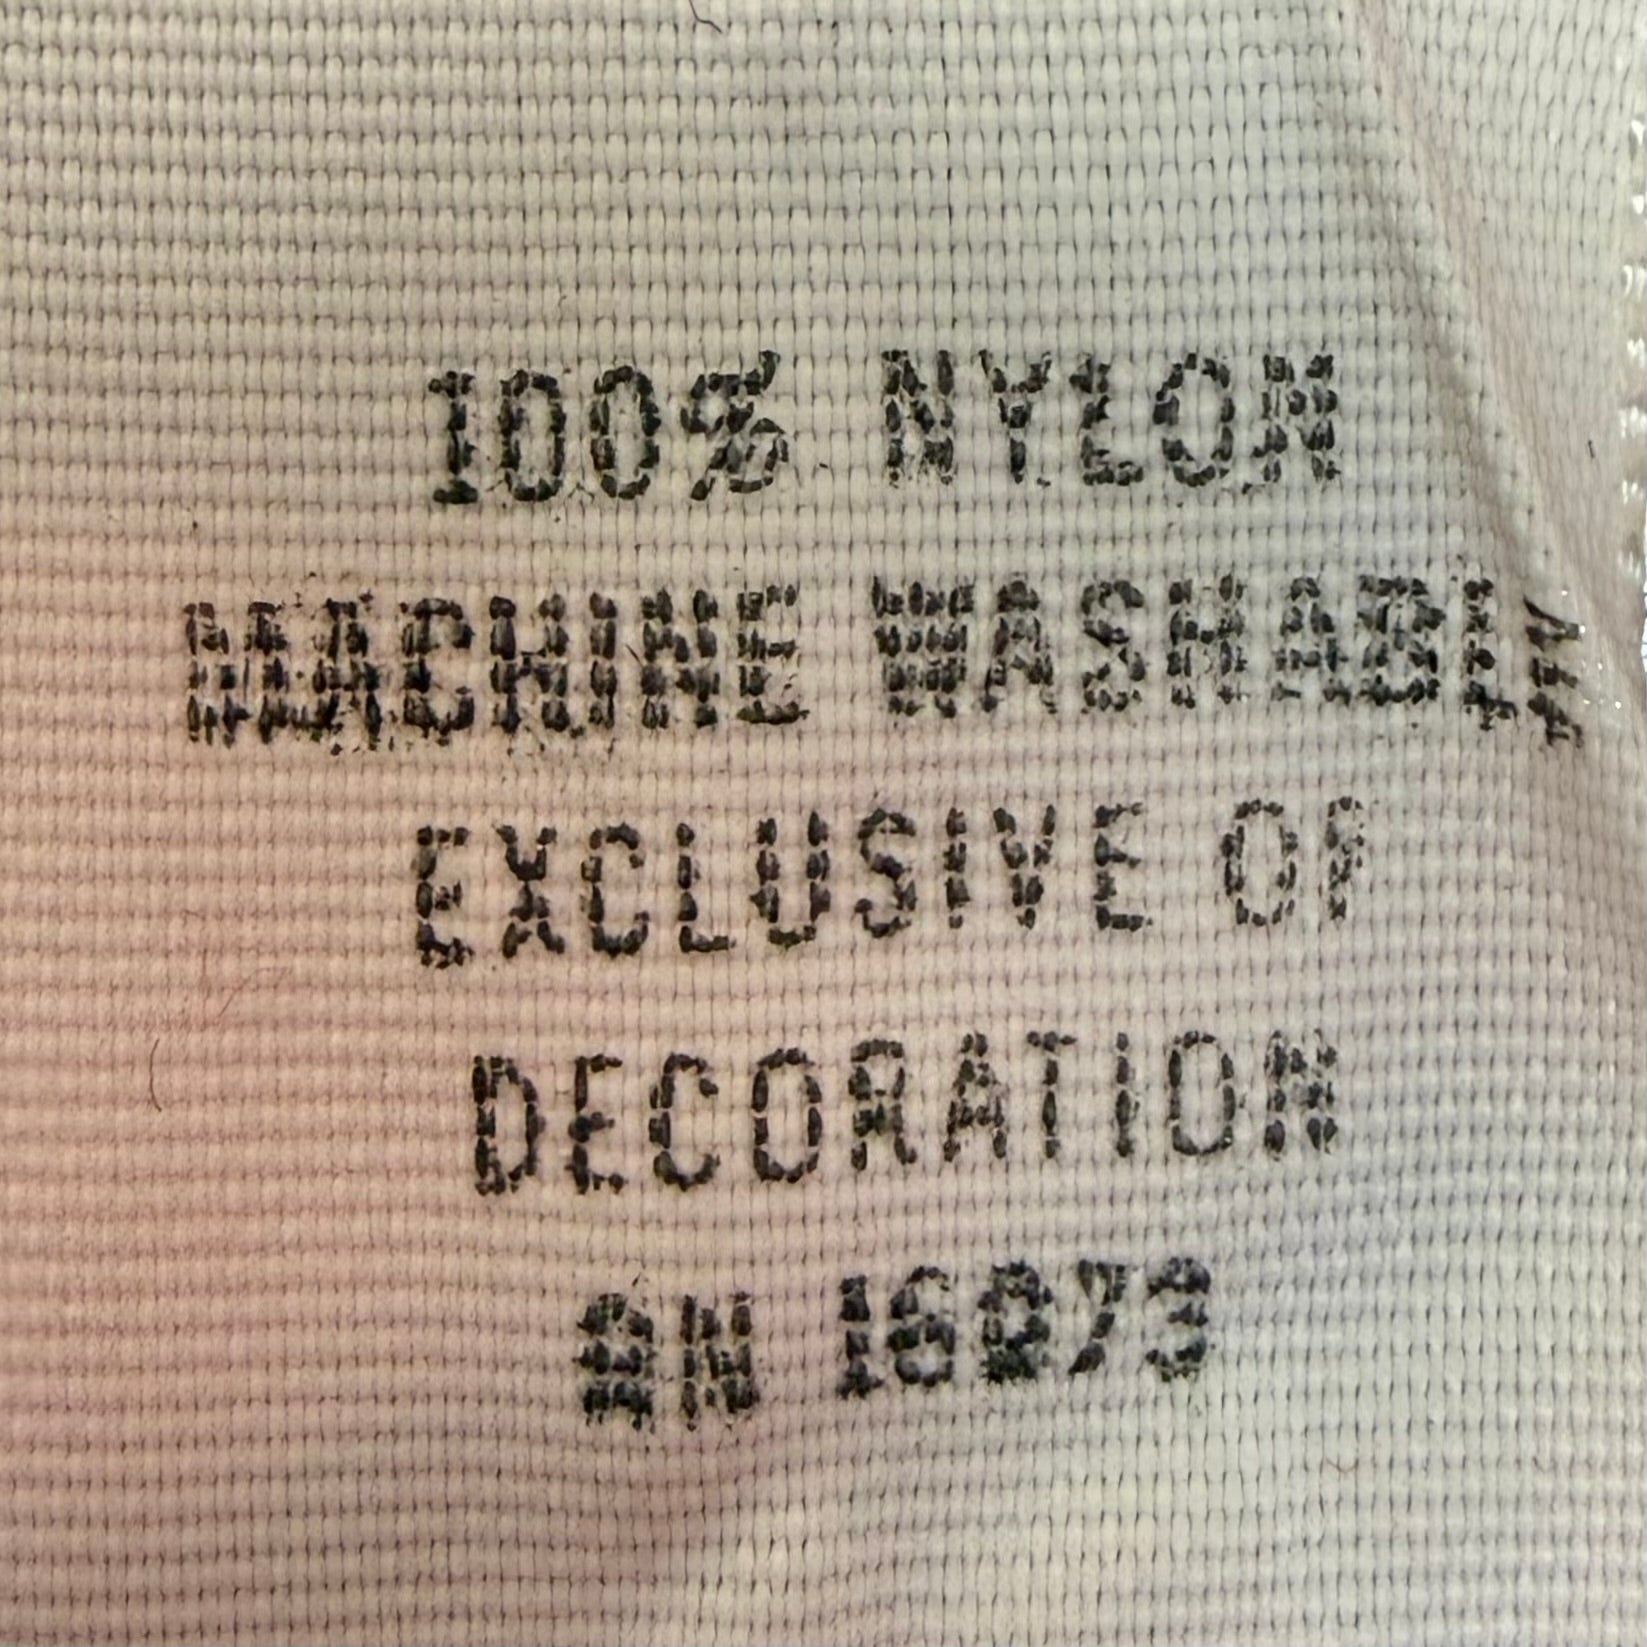 100% NYLON
MACHINE WASHABLE
EXCLUSIVE OF
DECORATION
RN 16873